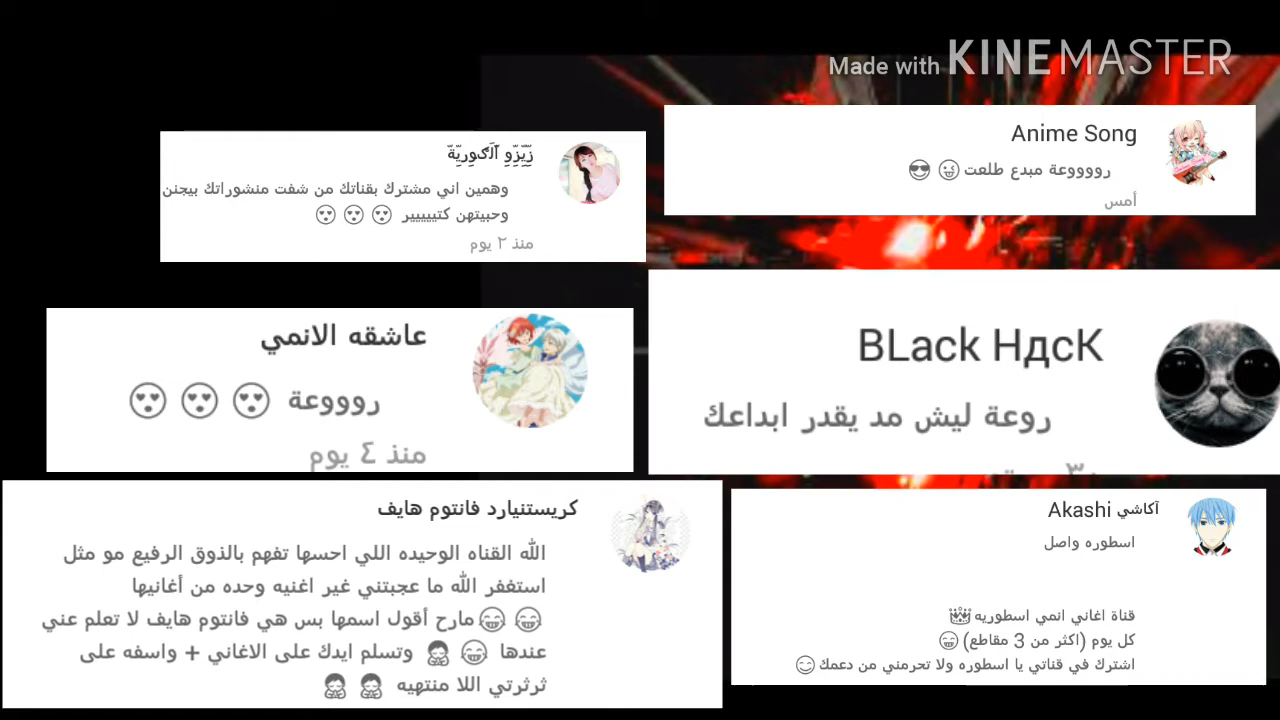 Made with KINEMASTER
زِّيِّزِّوِ ٱلَگوِريِّةّ
وهمين اني مشترك بقناتك من شفت منشوراتك بيجنن
وحبيتهن كتييييير 😍 😍 😍
منذ ٢ يوم
Anime Song
رووووعة مبدع طلعت 😜 😎
أمس
عاشقه الانمي
روووعة 😍 😍 😍
منذ ٤ يوم
BLack HдcK
روعة ليش مد يقدر ابداعك
كريستنيارد فانتوم هايف
الله القناه الوحيده اللي احسها تفهم بالذوق الرفيع مو مثل
استغفر الله ما عجبتني غير اغنيه وحده من أغانيها
😂 😂مارح أقول اسمها بس هي فانتوم هايف لا تعلم عني
عندها 😂 🙇 وتسلم ايدك على الاغاني + واسفه على
ثرثرتي اللا منتهيه 🙇 🙇
آكاشي Akashi
اسطوره واصل
قناة اغاني انمي اسطوريه👑
كل يوم (اكثر من 3 مقاطع) 😁
اشترك في قناتي يا اسطوره ولا تحرمني من دعمك 😊